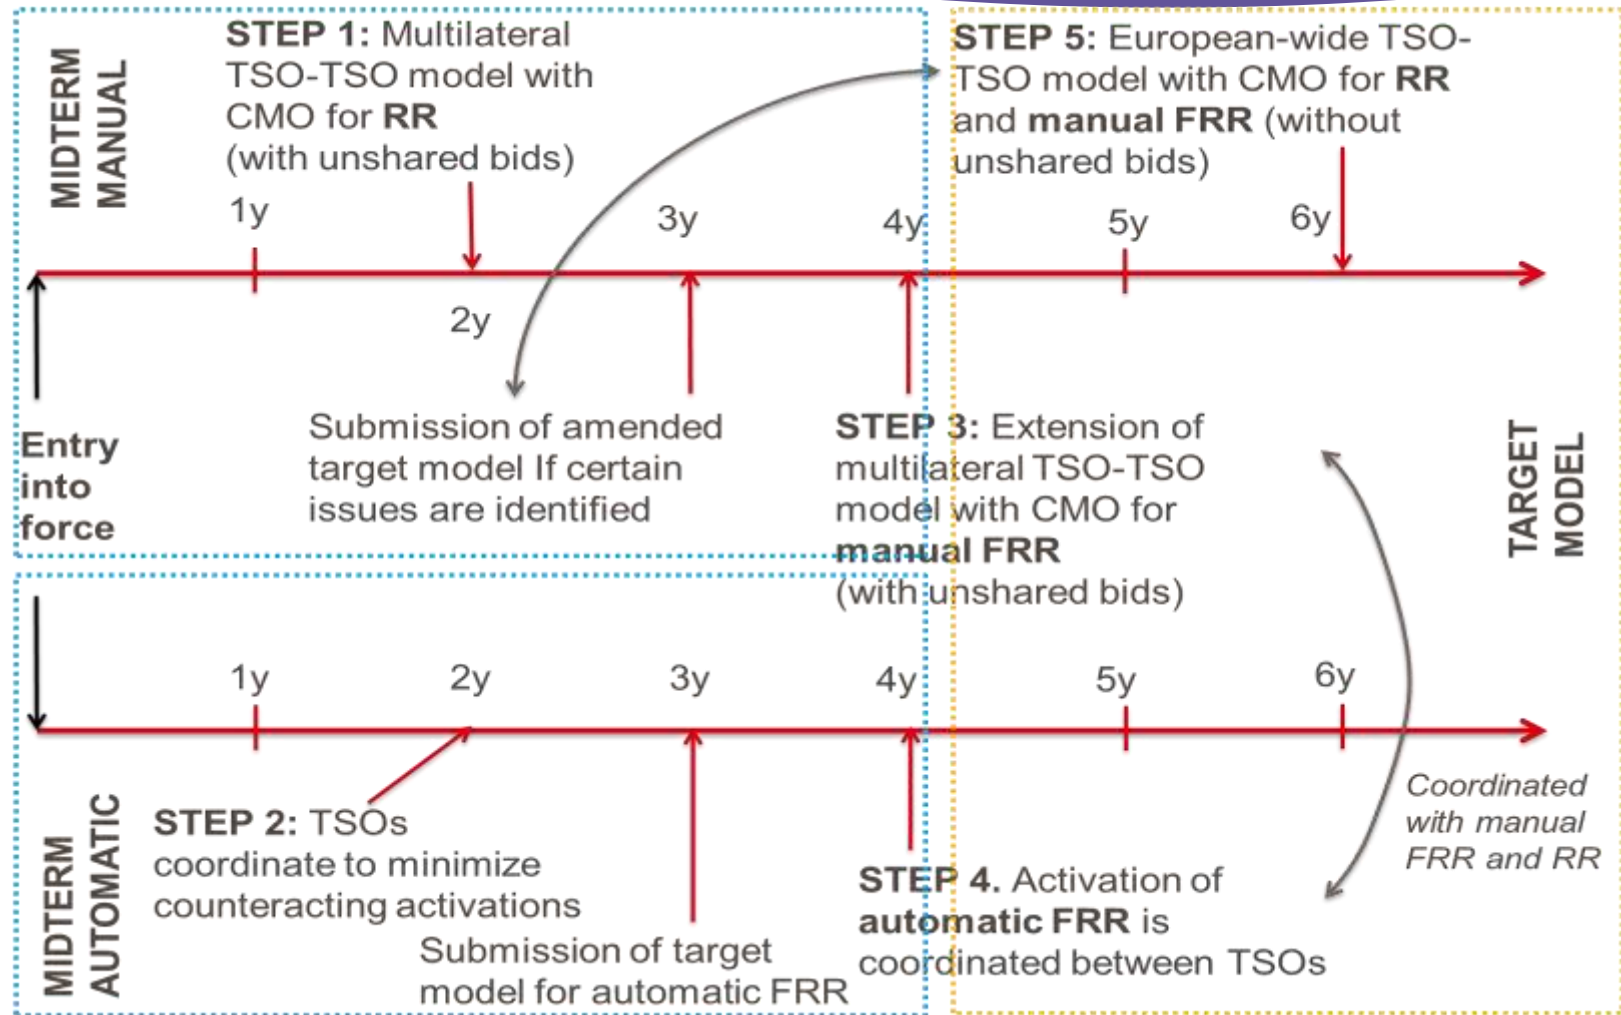 MIDTERM
MANUAL
STEP 1: Multilateral
TSO-TSO model with
CMO for RR
(with unshared bids)
STEP 5: European-wide TSO-
TSO model with CMO for RR
and manual FRR (without
unshared bids)
1y
2y
3y
4y
5y
6y
Entry
into
force
Submission of amended
target model If certain
issues are identified
STEP 3: Extension of
multilateral TSO-TSO
model with CMO for
manual FRR
(with unshared bids)
TARGET
MODEL
1y
2y
3y
4y
5y
6y
MIDTERM
AUTOMATIC
STEP 2: TSOs
coordinate to minimize
counteracting activations
Submission of target
model for automatic FRR
STEP 4. Activation of
automatic FRR is
coordinated between TSOs
Coordinated
with manual
FRR and RR